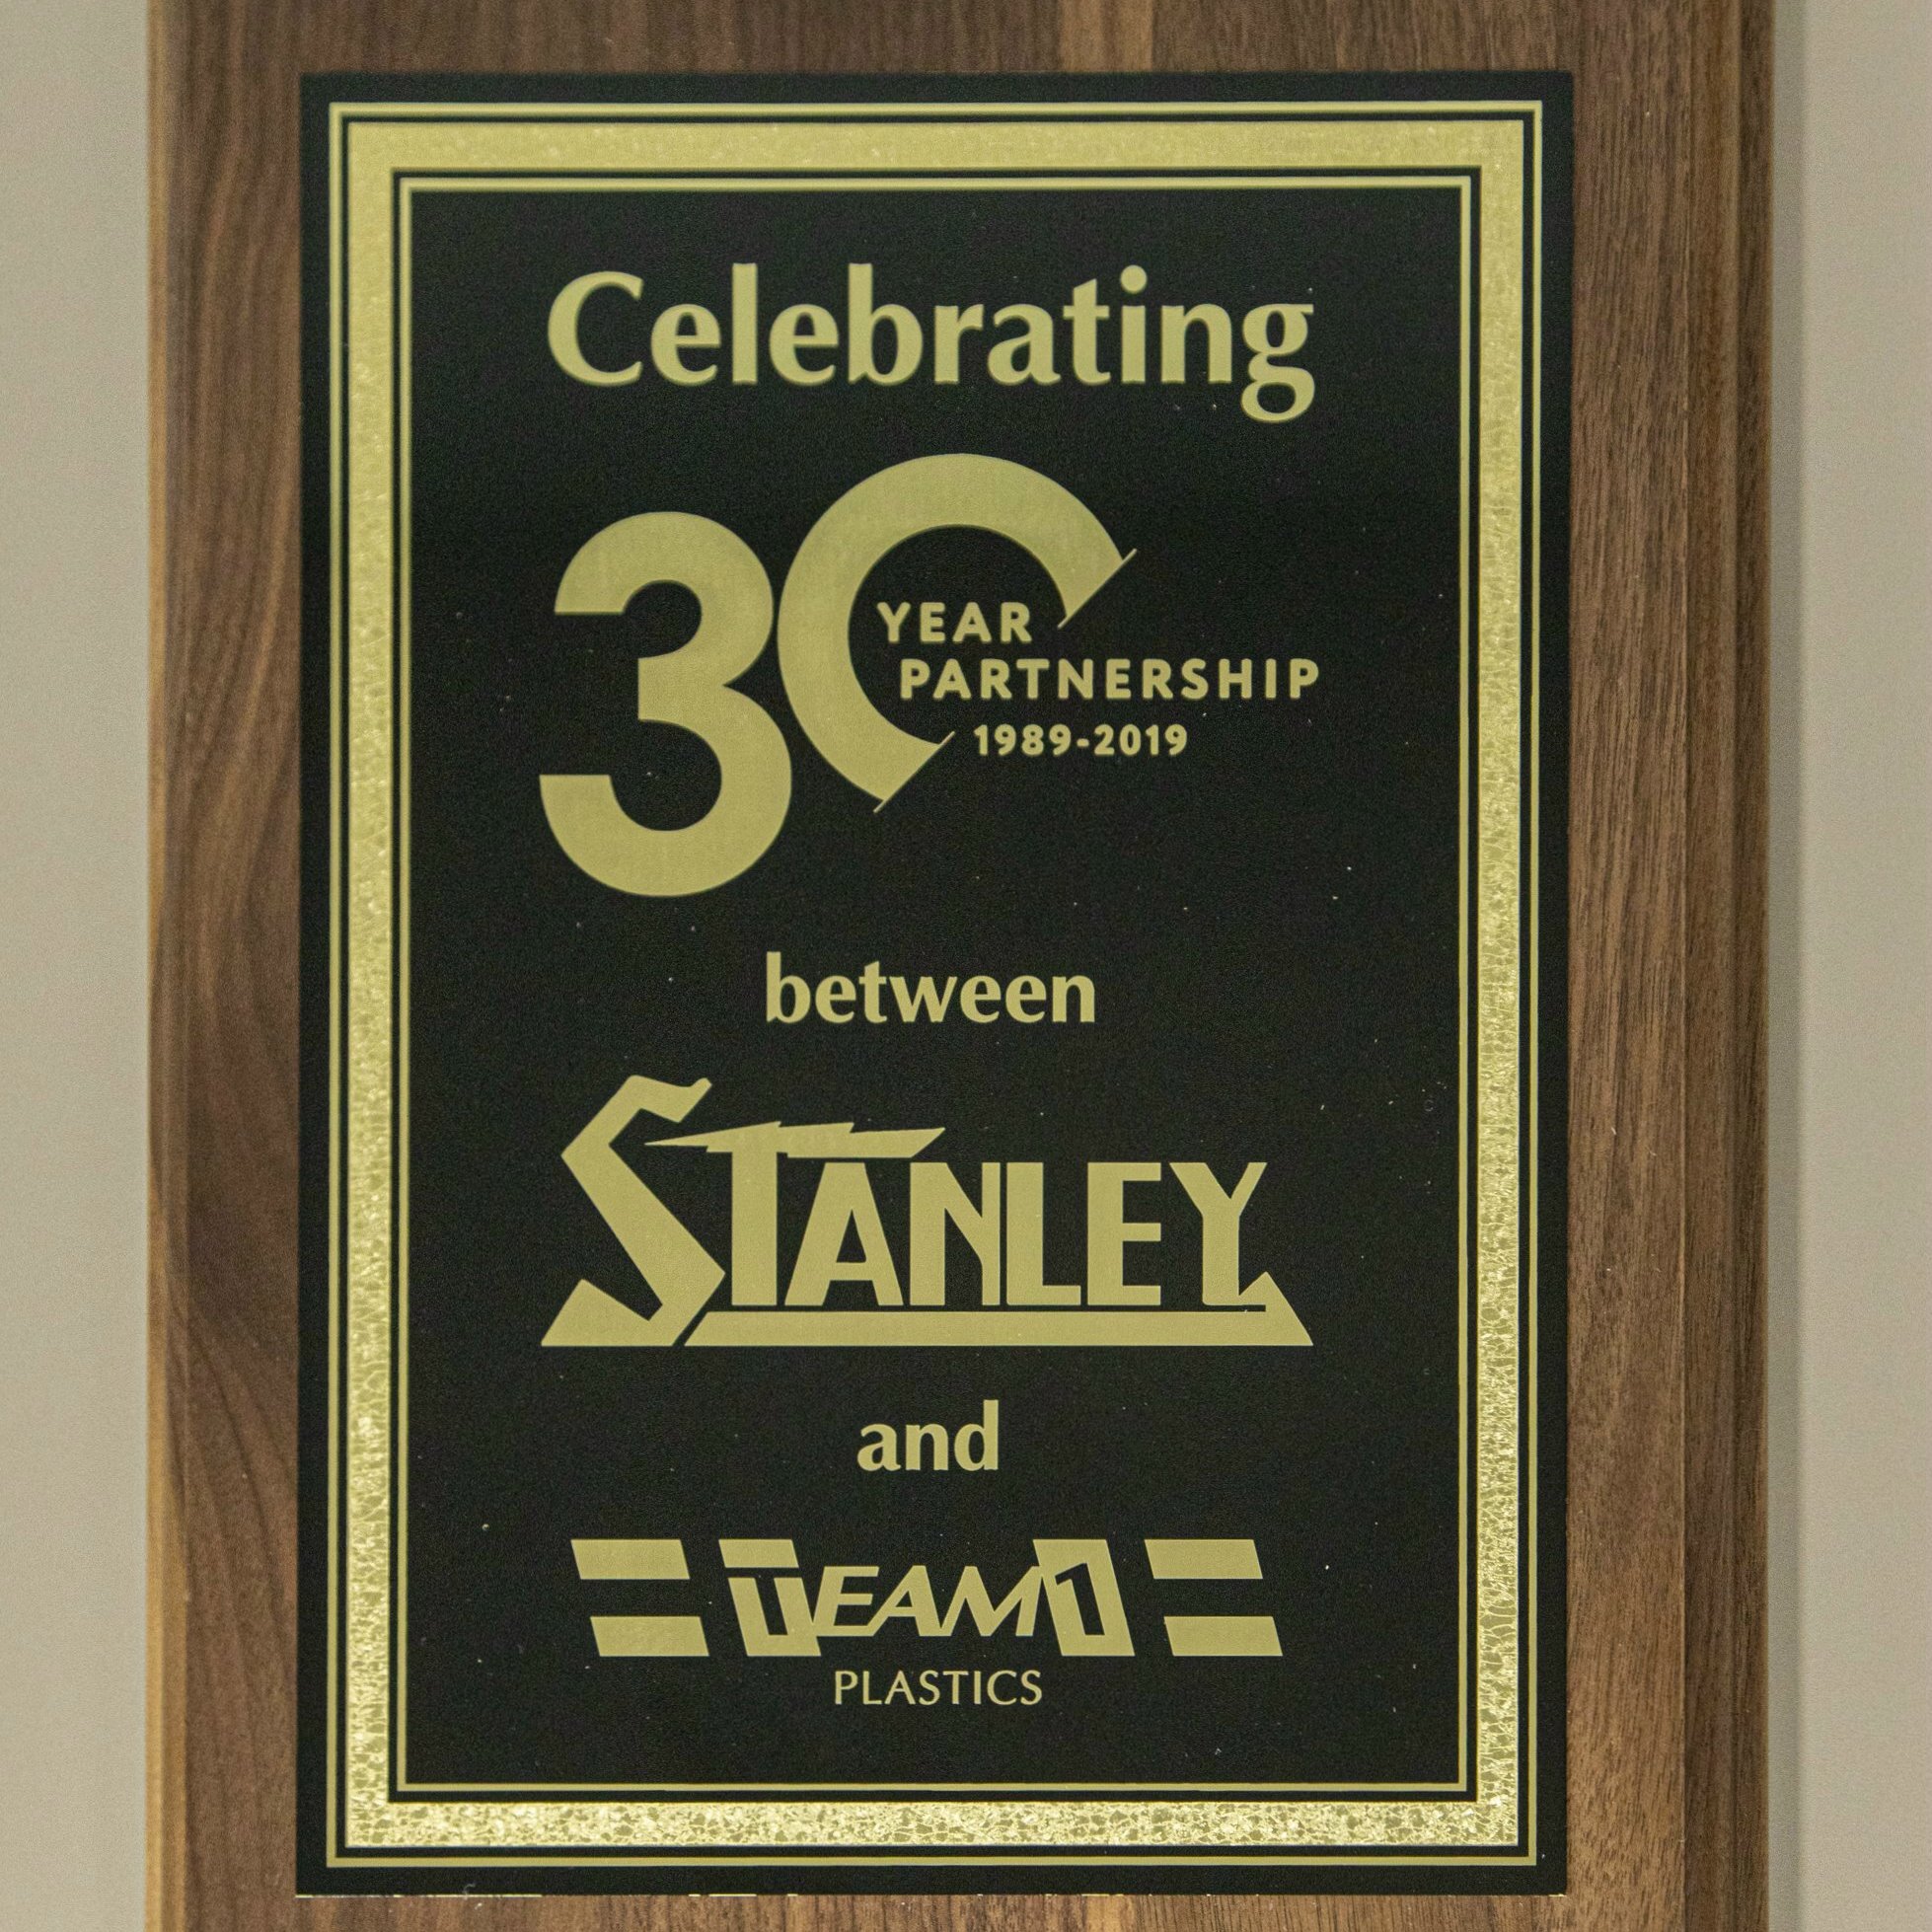 Celebrating
30
YEAR
PARTNERSHIP
1989-2019
between
STANLEY
and
TEAM1
PLASTICS